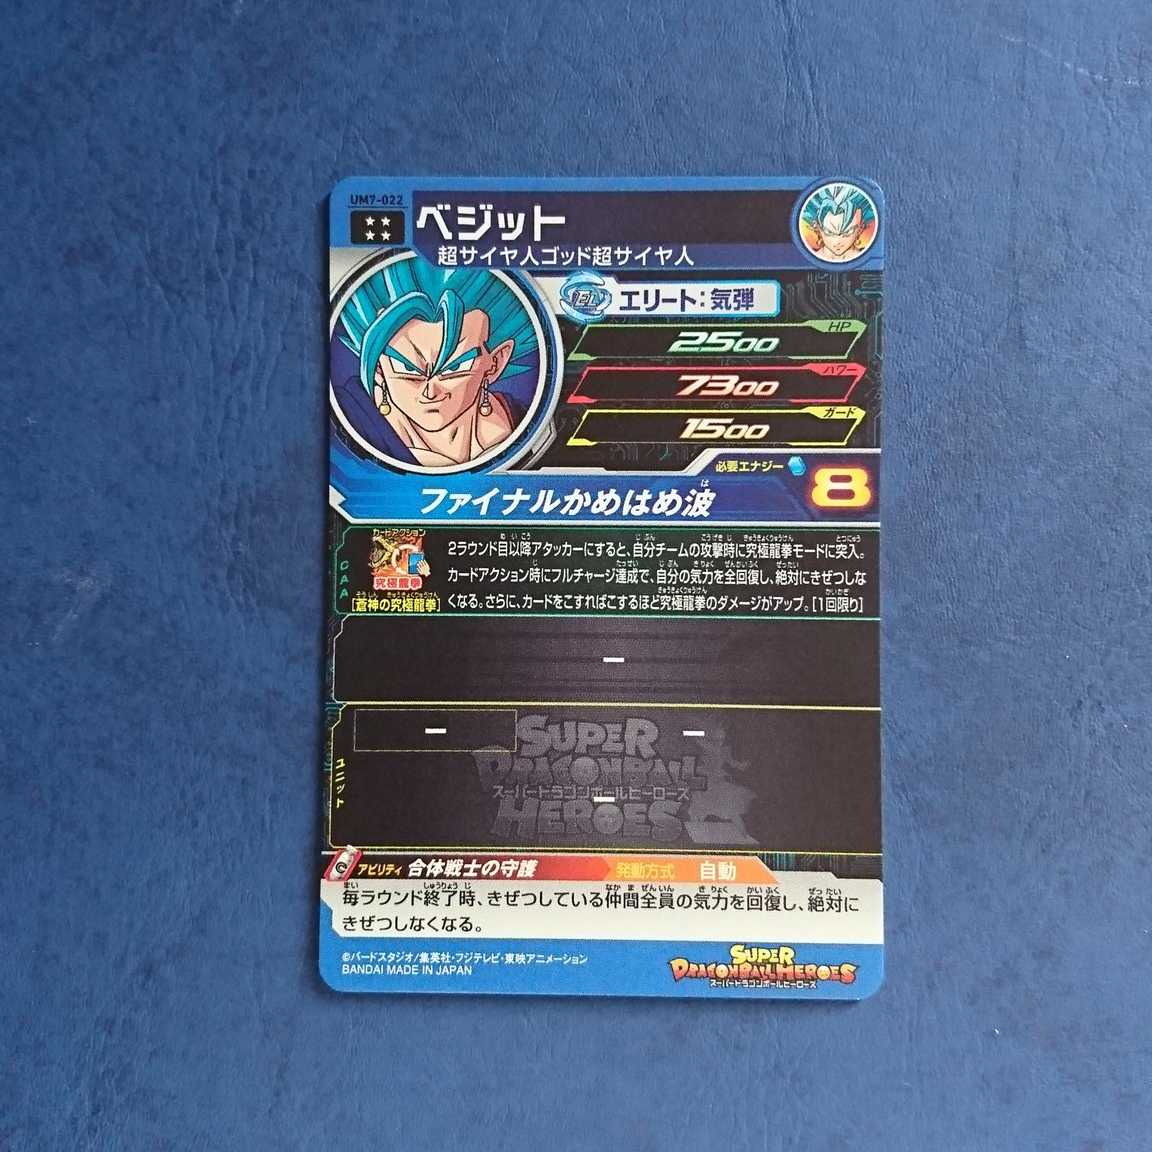 UM7-022
ベジット
超サイヤ人ゴッド超サイヤ人
エリート:気弾
HP
2500
パワー
7300
ガード
1500
必要エナジー
8
ファイナルかめはめ波
カードアクション
究極龍拳
CAA
[蒼神の究極龍拳]
2ラウンド目以降アタッカーにすると、自分チームの攻撃時に究極龍拳モードに突入。
カードアクション時にフルチャージ達成で、自分の気力を全回復し、絶対にきぜつしな
くなる。さらに、カードをこすればこするほど究極龍拳のダメージがアップ。[1回限り]
ー
ユニット
ー
ー
ー
SUPER
DRAGONBALL
スーパードラゴンボールヒーローズ
HEROES
アビリティ 合体戦士の守護 発動方式 自動
毎ラウンド終了時、きぜつしている仲間全員の気力を回復し、絶対に
きぜつしなくなる。
©バードスタジオ/集英社・フジテレビ・東映アニメーション
BANDAI MADE IN JAPAN
SUPER
DRAGONBALL HEROES
スーパードラゴンボールヒーローズ